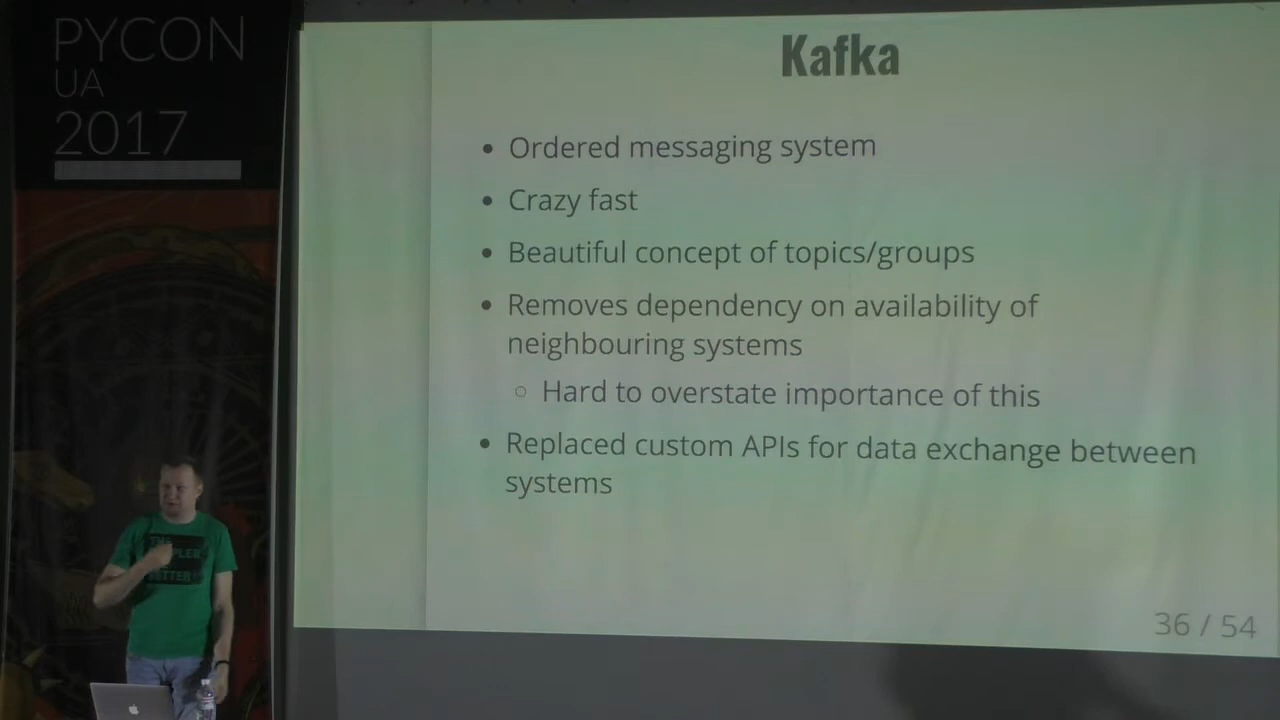 PYCON
UA
2017
Kafka
• Ordered messaging system
• Crazy fast
• Beautiful concept of topics/groups
• Removes dependency on availability of
neighbouring systems
○ Hard to overstate importance of this
• Replaced custom APIs for data exchange between
systems
36 / 54
THE